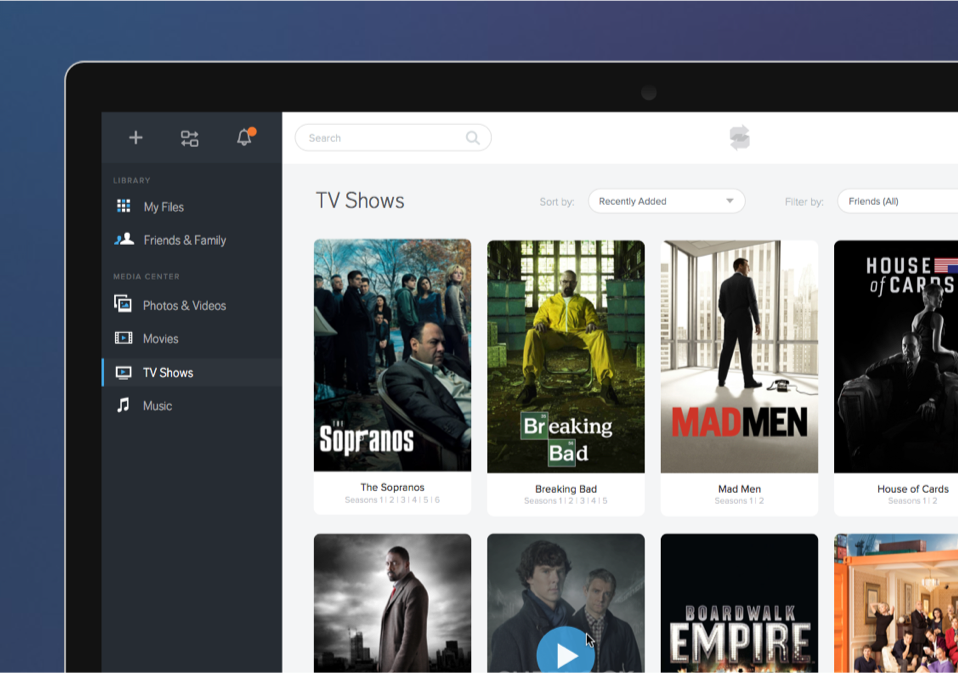 Search
LIBRARY
My Files
Friends & Family
MEDIA CENTER
Photos & Videos
Movies
TV Shows
Music
TV Shows
Sort by:
Recently Added
Filter by:
Friends (All)
THE
Sopranos
Breaking
Bad
MADMEN
HOUSE
of CARDS
The Sopranos
Seasons 1 | 2 | 3 | 4 | 5 | 6
Breaking Bad
Seasons 1 | 2 | 3 | 4 | 5
Mad Men
Seasons 1 | 2
House of Cards
Seasons 1 | 2
BOARDWALK
EMPIRE